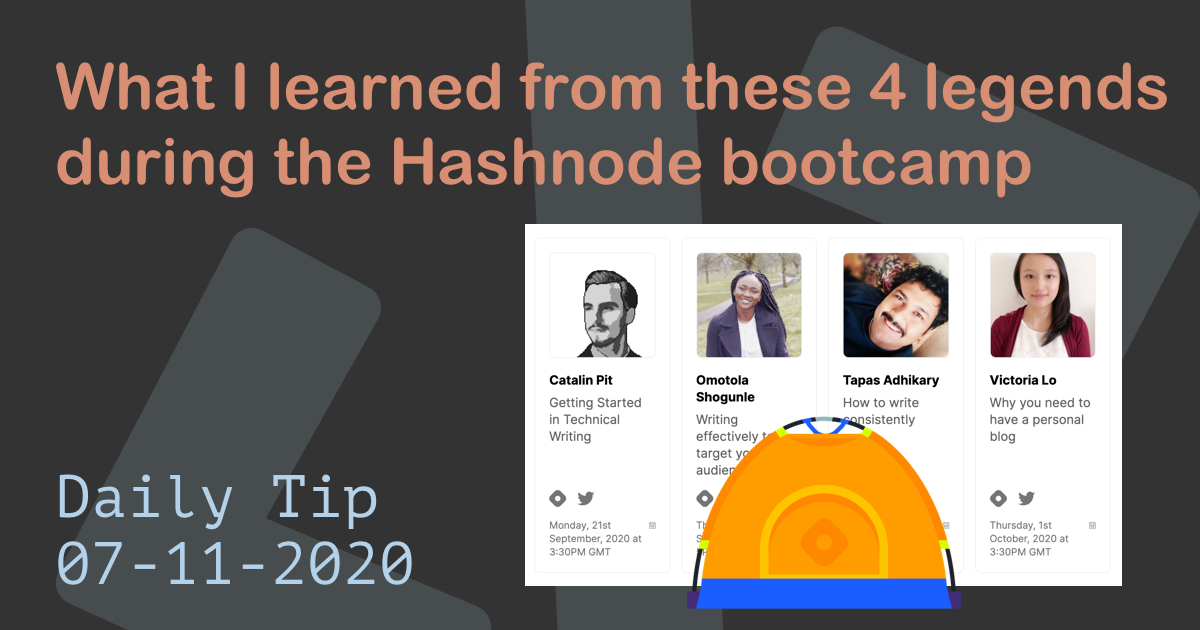 What I learned from these 4 legends
during the Hashnode bootcamp
Catalin Pit
Getting Started
in Technical
Writing
Monday, 21st
September, 2020 at
3:30PM GMT
Omotola
Shogunle
Writing
effectively
target
Tapas Adhikary
How to write
consistently
Victoria Lo
Why you need to
have a personal
blog
Thursday, 1st
October, 2020 at
3:30PM GMT
Daily Tip
07-11-2020